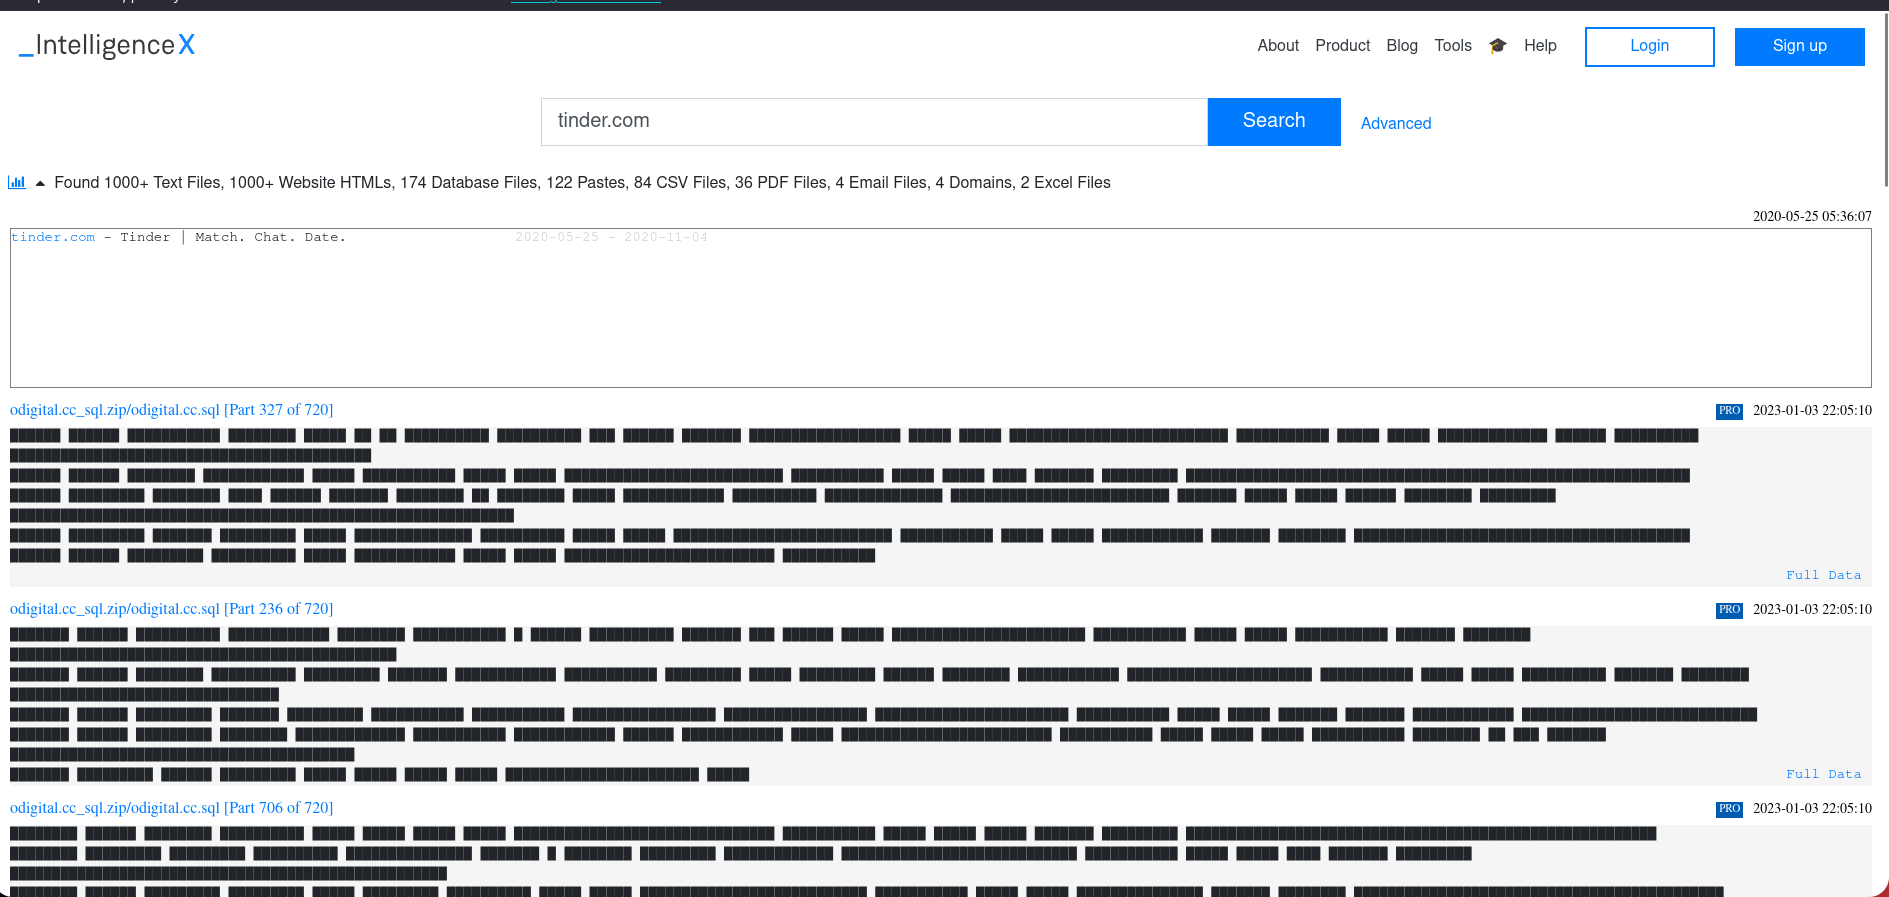 _IntelligenceX
About Product Blog Tools 🎓 Help Login Sign up
tinder.com Search Advanced
Found 1000+ Text Files, 1000+ Website HTMLs, 174 Database Files, 122 Pastes, 84 CSV Files, 36 PDF Files, 4 Email Files, 4 Domains, 2 Excel Files
2020-05-25 05:36:07
tinder.com - Tinder | Match. Chat. Date. 2020-05-25 - 2020-11-04
odigital.cc_sql.zip/odigital.cc.sql [Part 327 of 720] PRO 2023-01-03 22:05:10
Full Data
odigital.cc_sql.zip/odigital.cc.sql [Part 236 of 720] PRO 2023-01-03 22:05:10
Full Data
odigital.cc_sql.zip/odigital.cc.sql [Part 706 of 720] PRO 2023-01-03 22:05:10